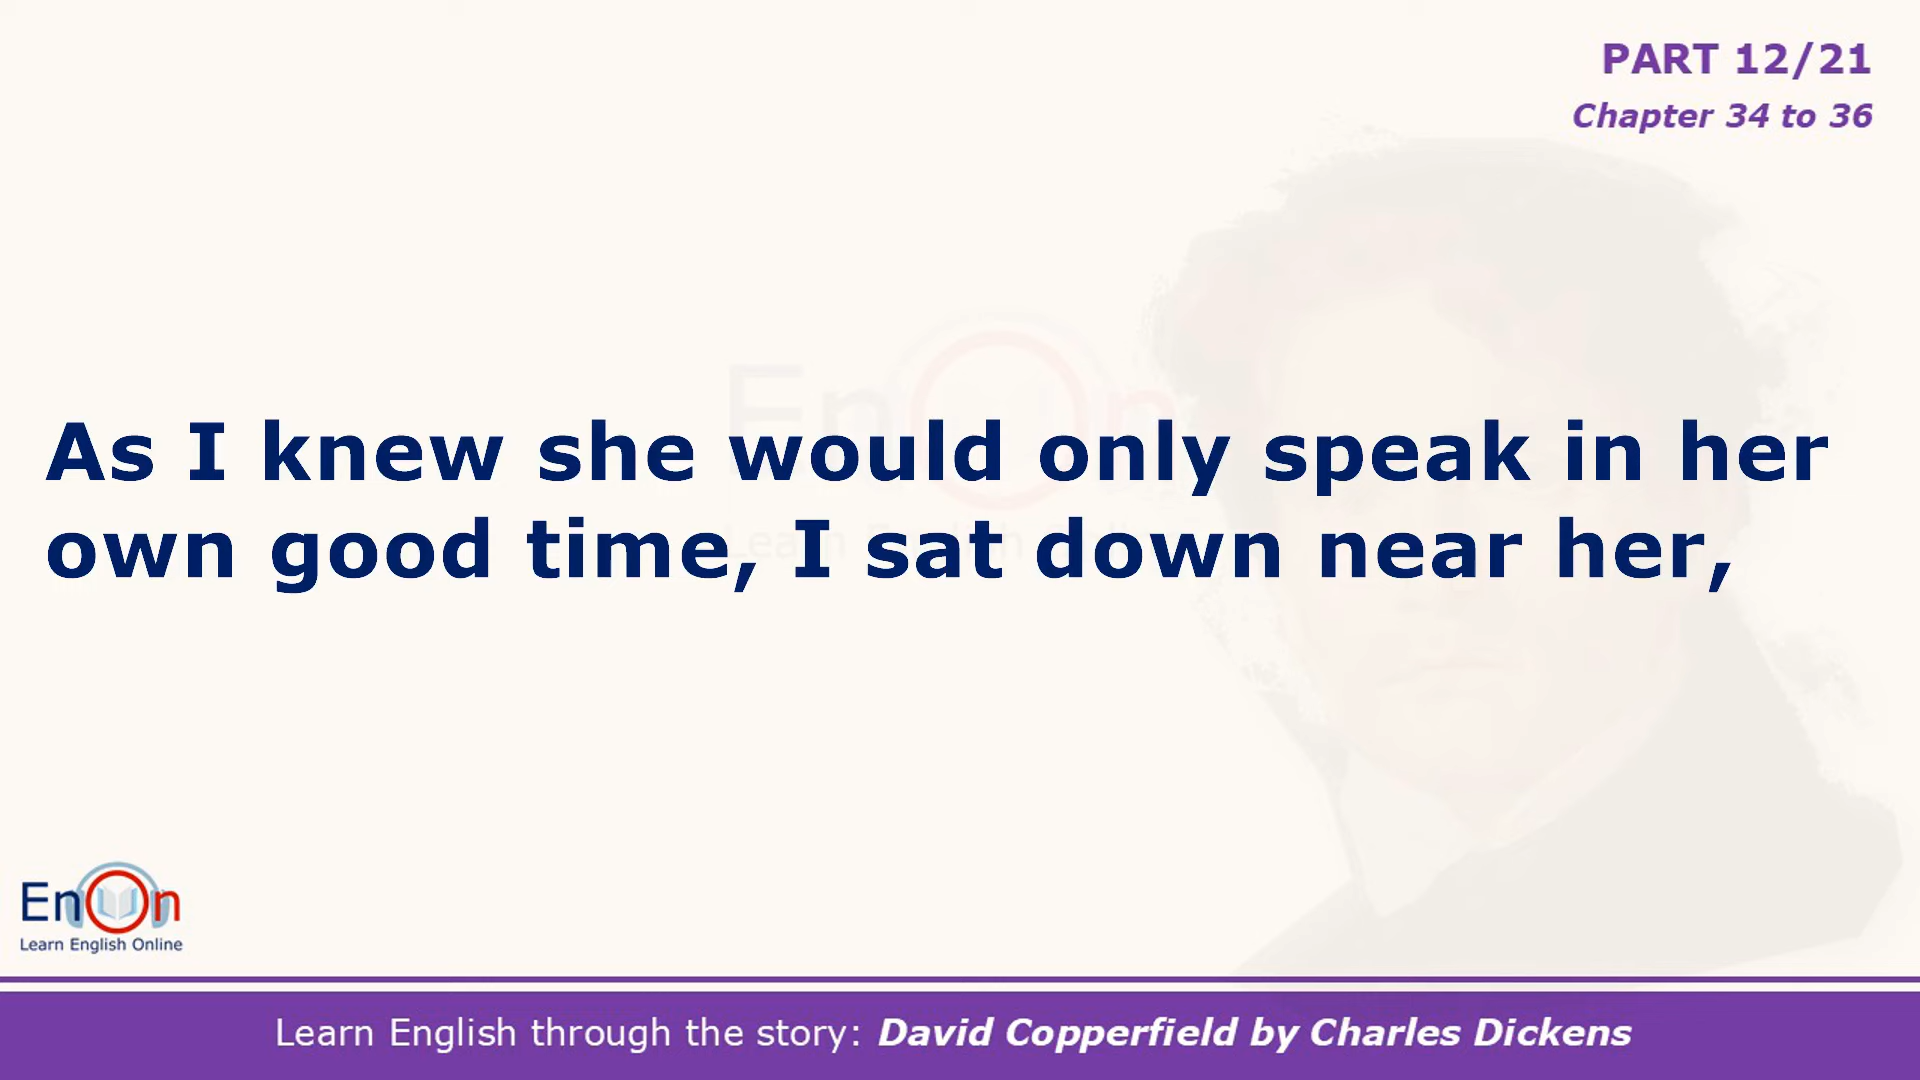 PART 12/21
Chapter 34 to 36
As I knew she would only speak in her
own good time, I sat down near her,
EnOn
Learn English Online
Learn English through the story: David Copperfield by Charles Dickens